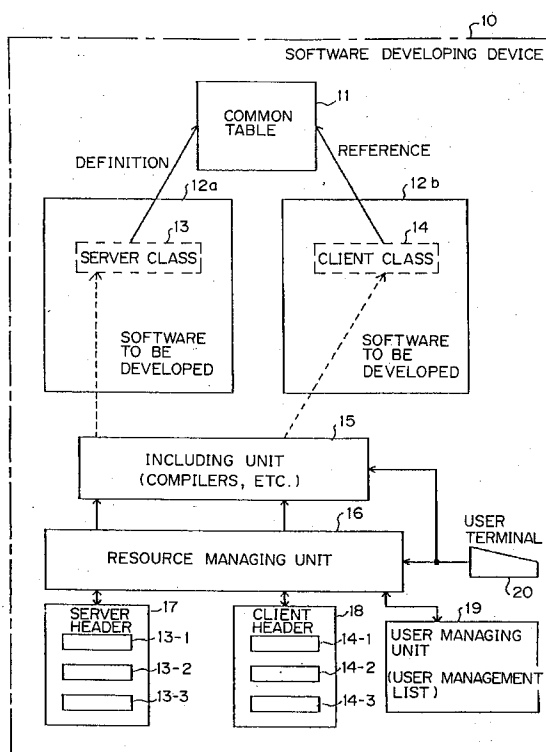 10
SOFTWARE DEVELOPING DEVICE
11
COMMON
TABLE
DEFINITION
REFERENCE
12a
12b
13
SERVER CLASS
14
CLIENT CLASS
SOFTWARE
TO BE
DEVELOPED
SOFTWARE
TO BE
DEVELOPED
15
INCLUDING UNIT
(COMPILERS, ETC.)
16
RESOURCE MANAGING UNIT
USER
TERMINAL
20
17
SERVER
HEADER
13-1
13-2
13-3
18
CLIENT
HEADER
14-1
14-2
14-3
19
USER MANAGING
UNIT
(USER MANAGEMENT
LIST)